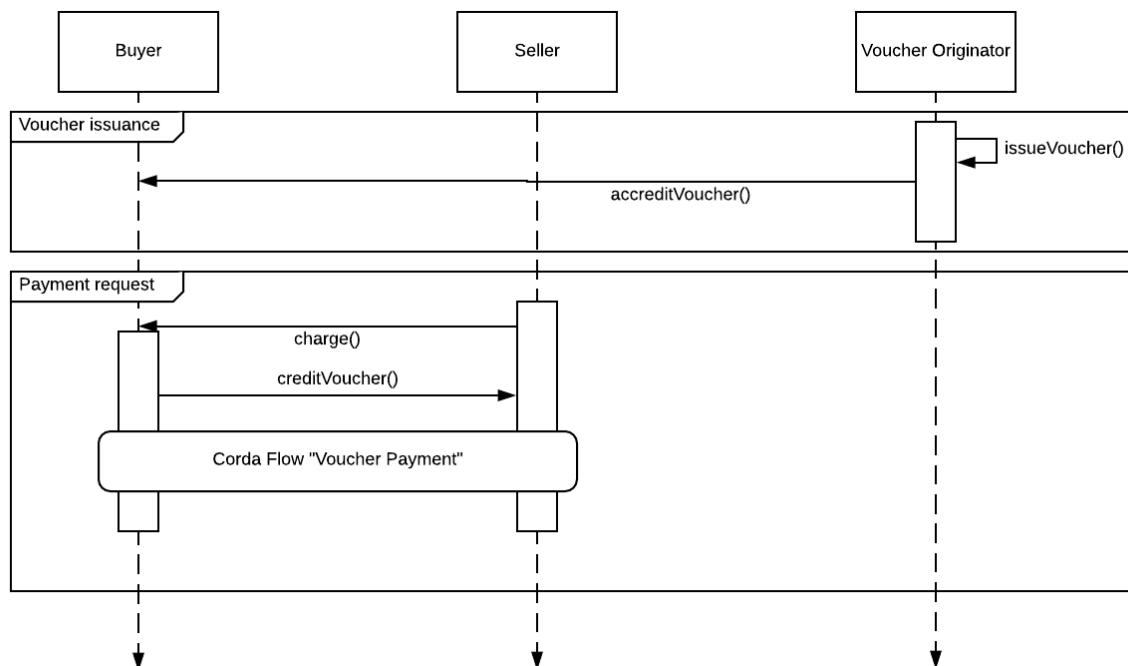 Buyer
Seller
Voucher Originator
Voucher issuance
issueVoucher()
accreditVoucher()
Payment request
charge()
creditVoucher()
Corda Flow "Voucher Payment"